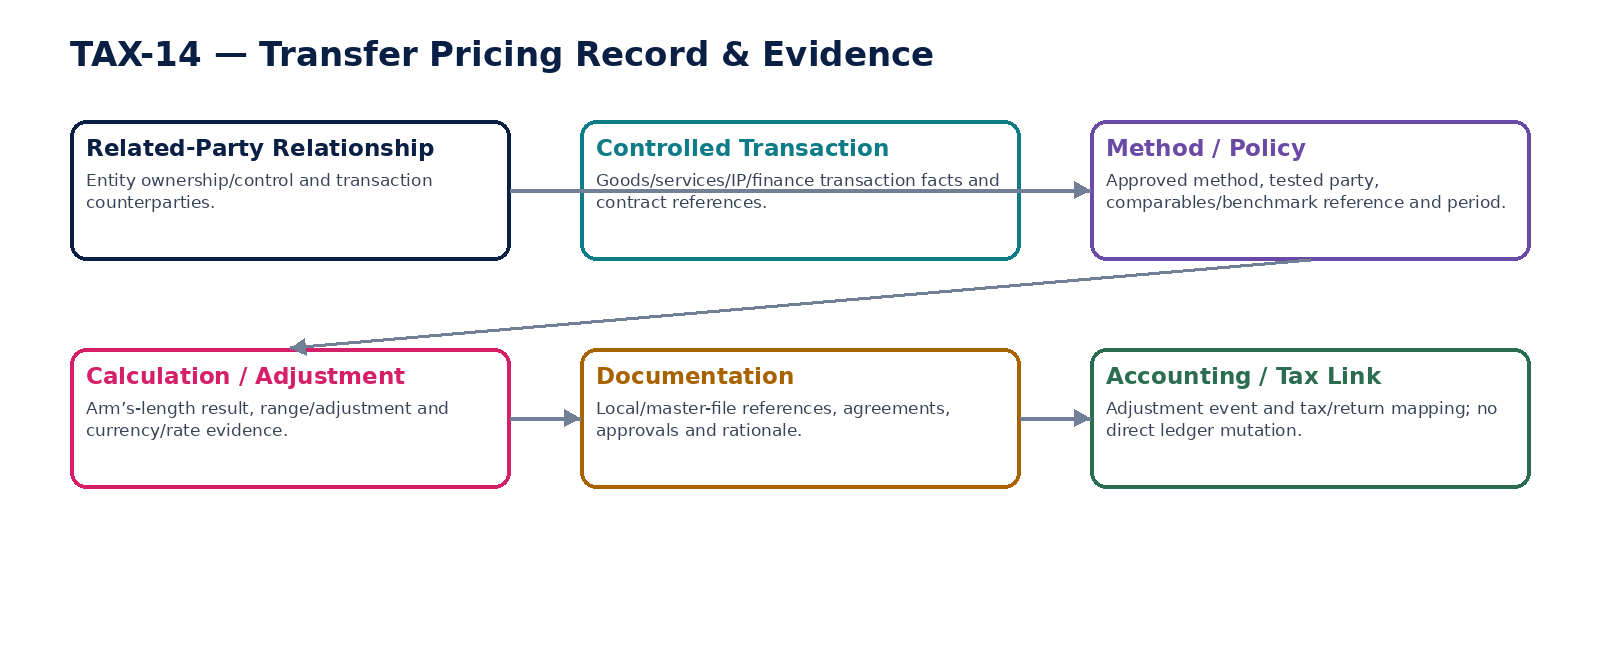 TAX-14 — Transfer Pricing Record & Evidence
Related-Party Relationship
Entity ownership/control and transaction
counterparties.
Controlled Transaction
Goods/services/IP/finance transaction facts and
contract references.
Method / Policy
Approved method, tested party,
comparables/benchmark reference and period.
Calculation / Adjustment
Arm’s-length result, range/adjustment and
currency/rate evidence.
Documentation
Local/master-file references, agreements,
approvals and rationale.
Accounting / Tax Link
Adjustment event and tax/return mapping; no
direct ledger mutation.